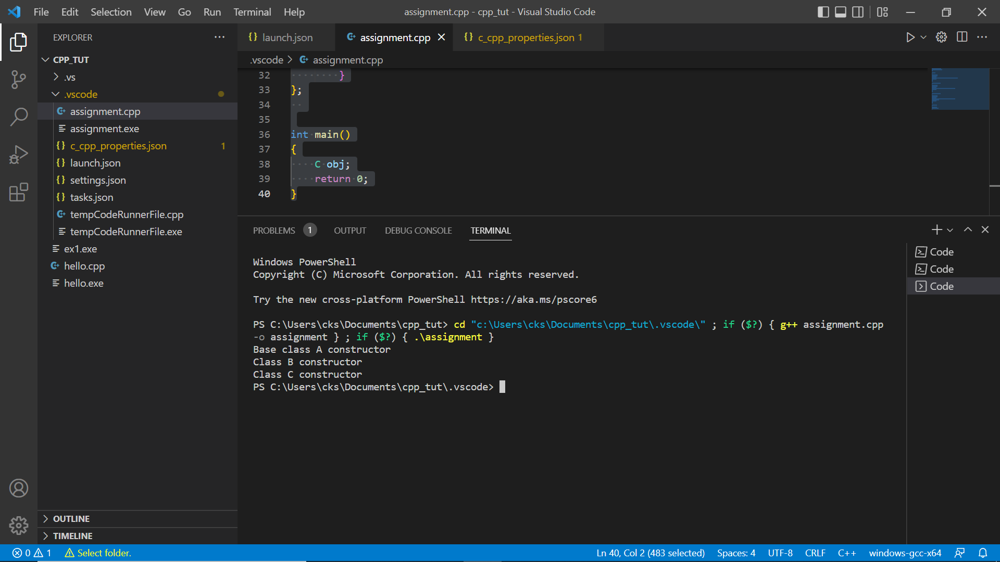 File Edit Selection View Go Run Terminal Help
assignment.cpp - cpp_tut - Visual Studio Code
EXPLORER
CPP_TUT
.vs
.vscode
assignment.cpp
assignment.exe
c_cpp_properties.json 1
launch.json
settings.json
tasks.json
tempCodeRunnerFile.cpp
tempCodeRunnerFile.exe
ex1.exe
hello.cpp
hello.exe
OUTLINE
TIMELINE
launch.json assignment.cpp c_cpp_properties.json 1
.vscode > assignment.cpp
32 }
33 };
34
35
36 int main()
37 {
38 C obj;
39 return 0;
40 }
PROBLEMS 1 OUTPUT DEBUG CONSOLE TERMINAL
Windows PowerShell
Copyright (C) Microsoft Corporation. All rights reserved.
Try the new cross-platform PowerShell https://aka.ms/pscore6
PS C:\Users\cks\Documents\cpp_tut> cd "c:\Users\cks\Documents\cpp_tut\.vscode\" ; if ($?) { g++ assignment.cpp
-o assignment } ; if ($?) { .\assignment }
Base class A constructor
Class B constructor
Class C constructor
PS C:\Users\cks\Documents\cpp_tut\.vscode>
Code
Code
Code
0 1 Select folder.
Ln 40, Col 2 (483 selected) Spaces: 4 UTF-8 CRLF C++ windows-gcc-x64